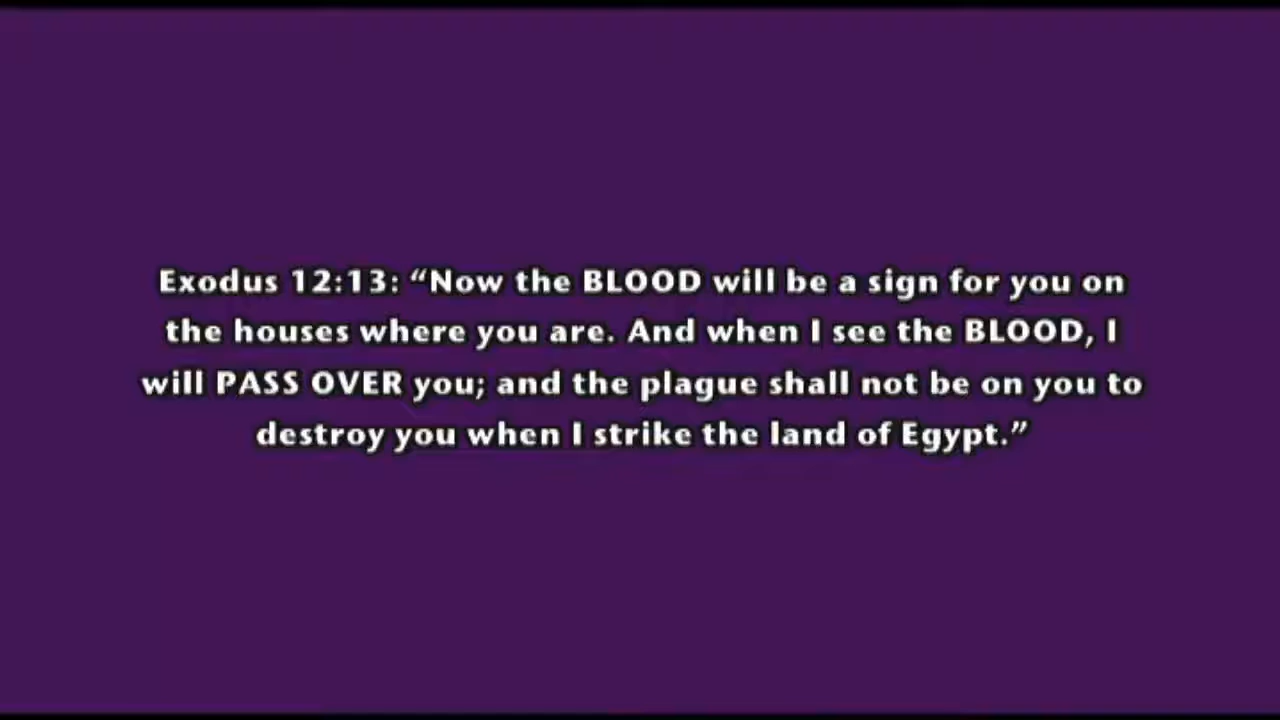 Exodus 12:13: “Now the BLOOD will be a sign for you on
the houses where you are. And when I see the BLOOD, I
will PASS OVER you; and the plague shall not be on you to
destroy you when I strike the land of Egypt.”